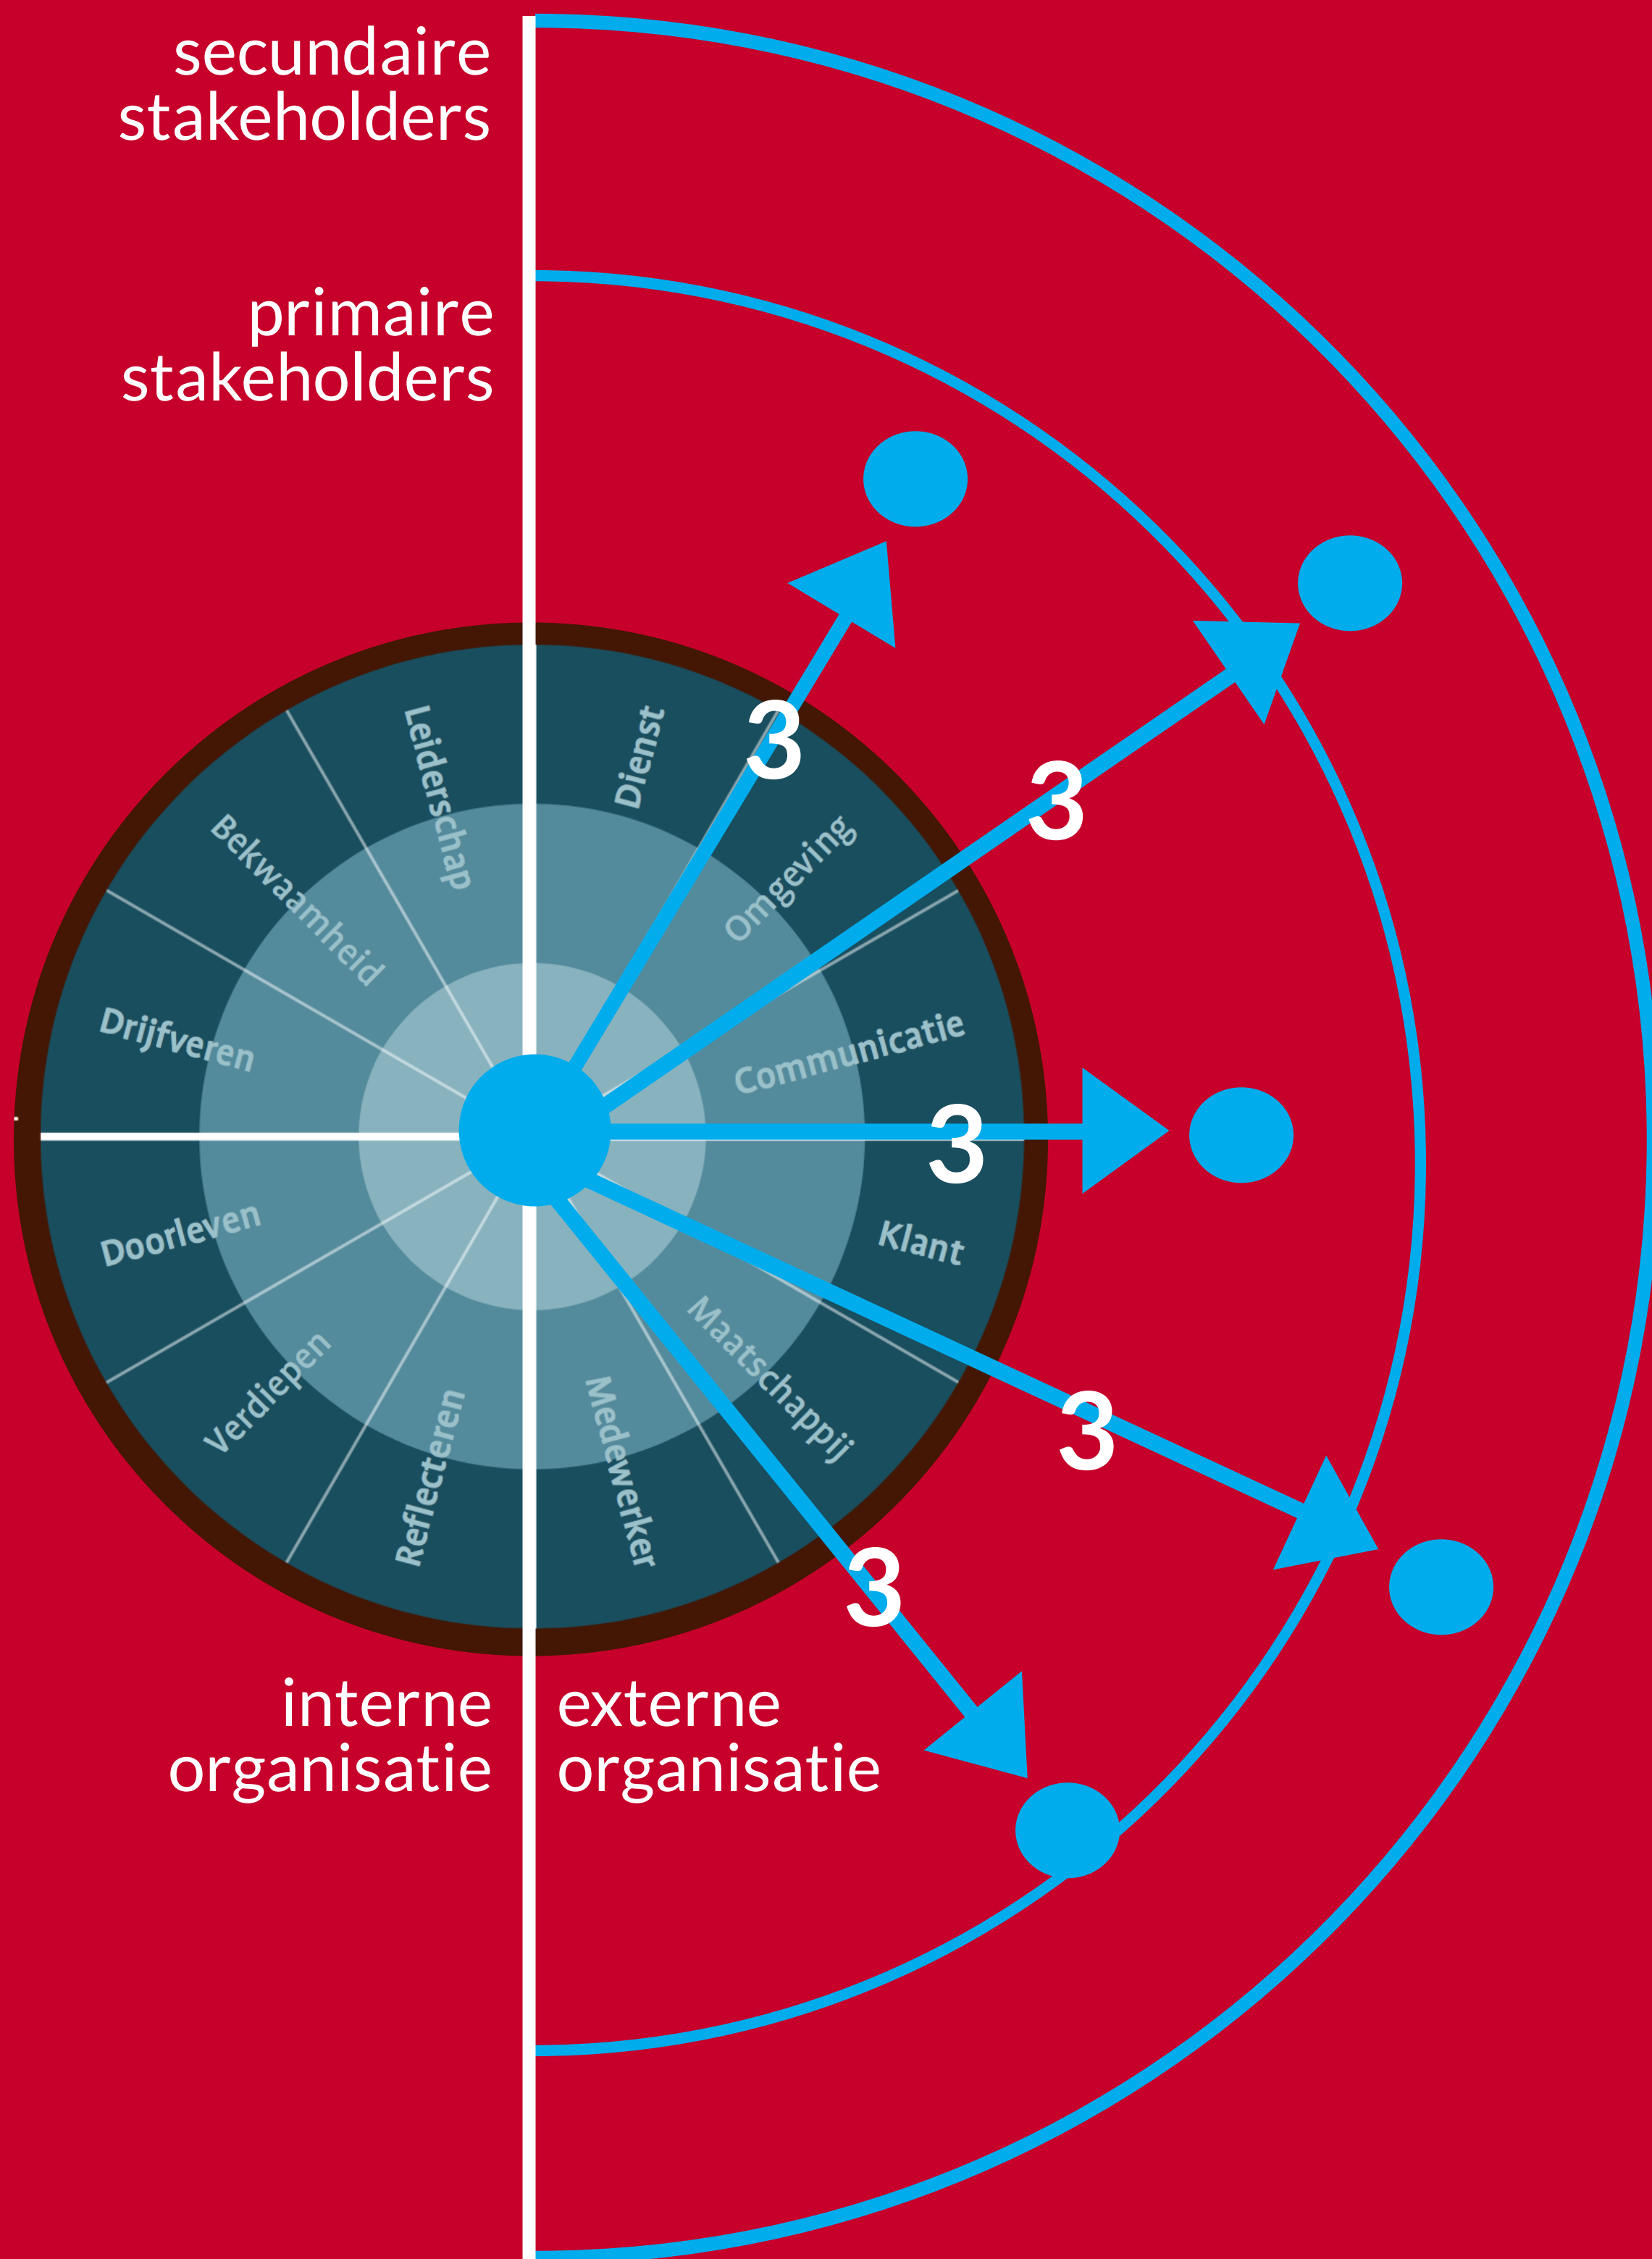 secundaire
stakeholders
primaire
stakeholders
Leiderschap
Dienst
3
Bekwaamheid
Omgeving
3
Drijfveren
Communicatie
3
Doorleven
Klant
Verdiepen
Maatschappij
3
Reflecteren
Medewerker
3
interne
organisatie
externe
organisatie